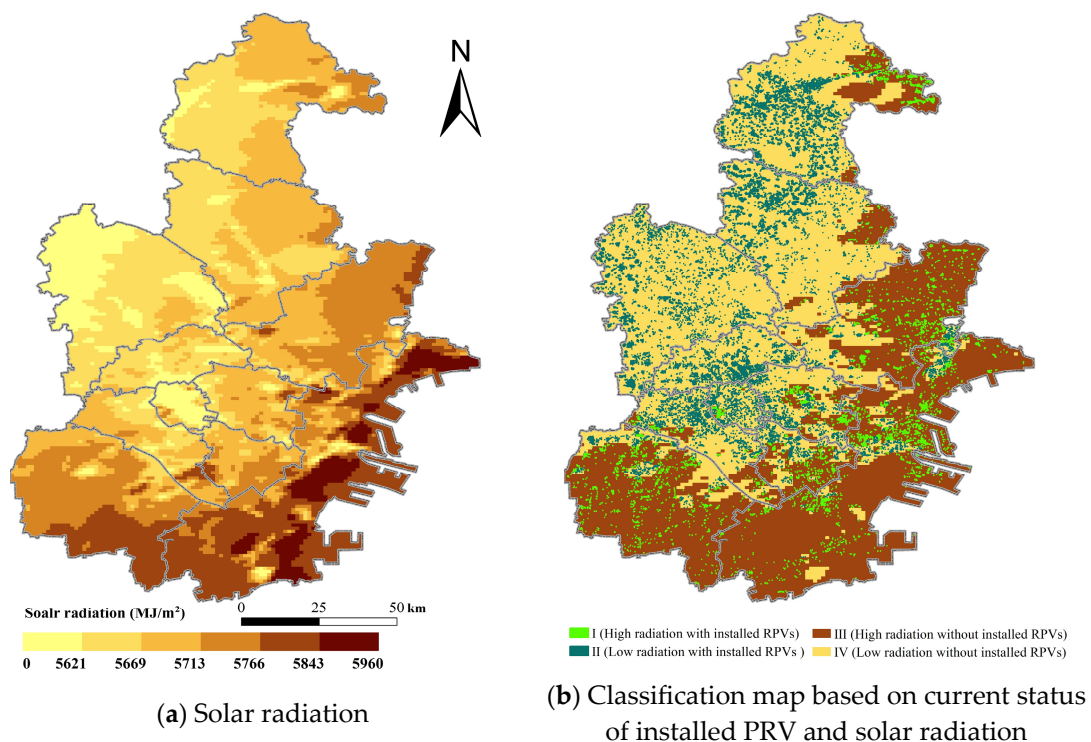 N
Soalr radiation (MJ/m²)
0 25 50 km
0 5621 5669 5713 5766 5843 5960
(a) Solar radiation
I (High radiation with installed RPVs)
III (High radiation without installed RPVs)
II (Low radiation with installed RPVs )
IV (Low radiation without installed RPVs)
(b) Classification map based on current status
of installed PRV and solar radiation